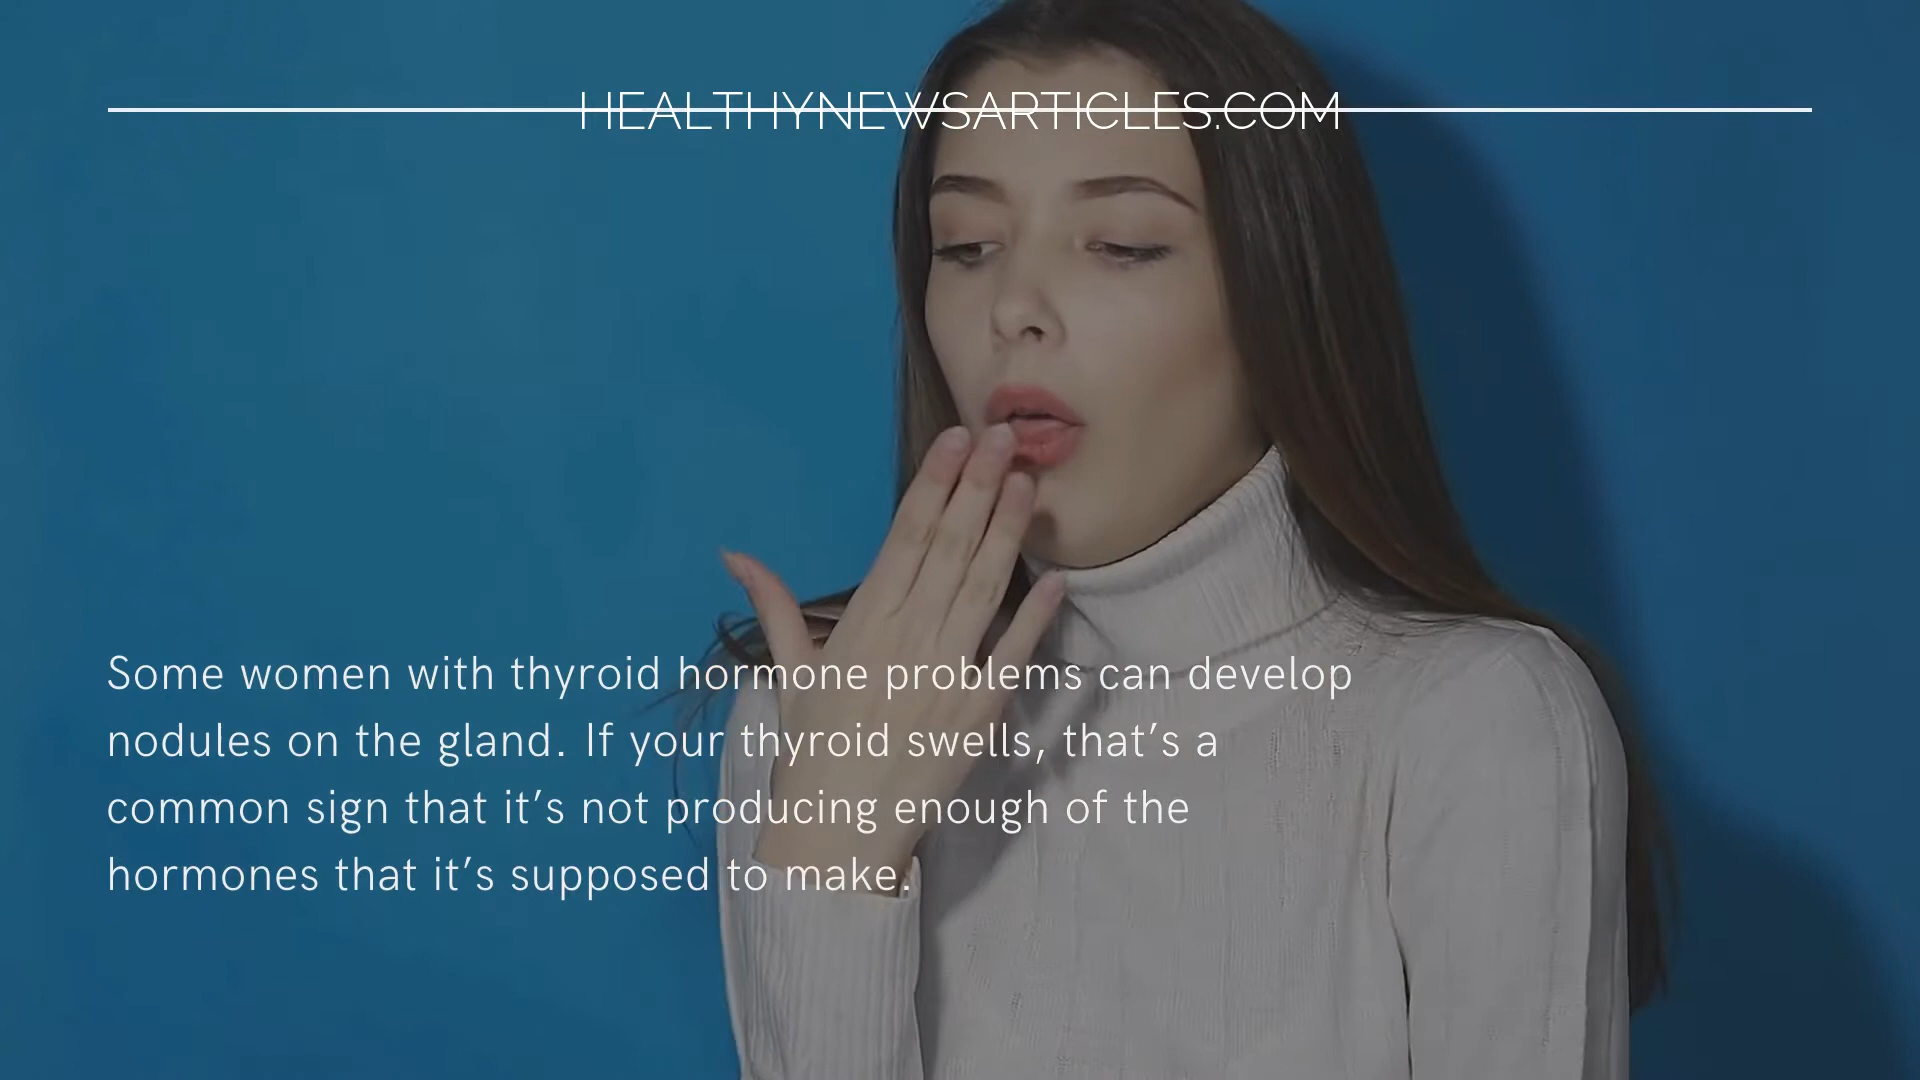 HEALTHYNEWSARTICLES.COM
Some women with thyroid hormone problems can develop
nodules on the gland. If your thyroid swells, that’s a
common sign that it’s not producing enough of the
hormones that it’s supposed to make.